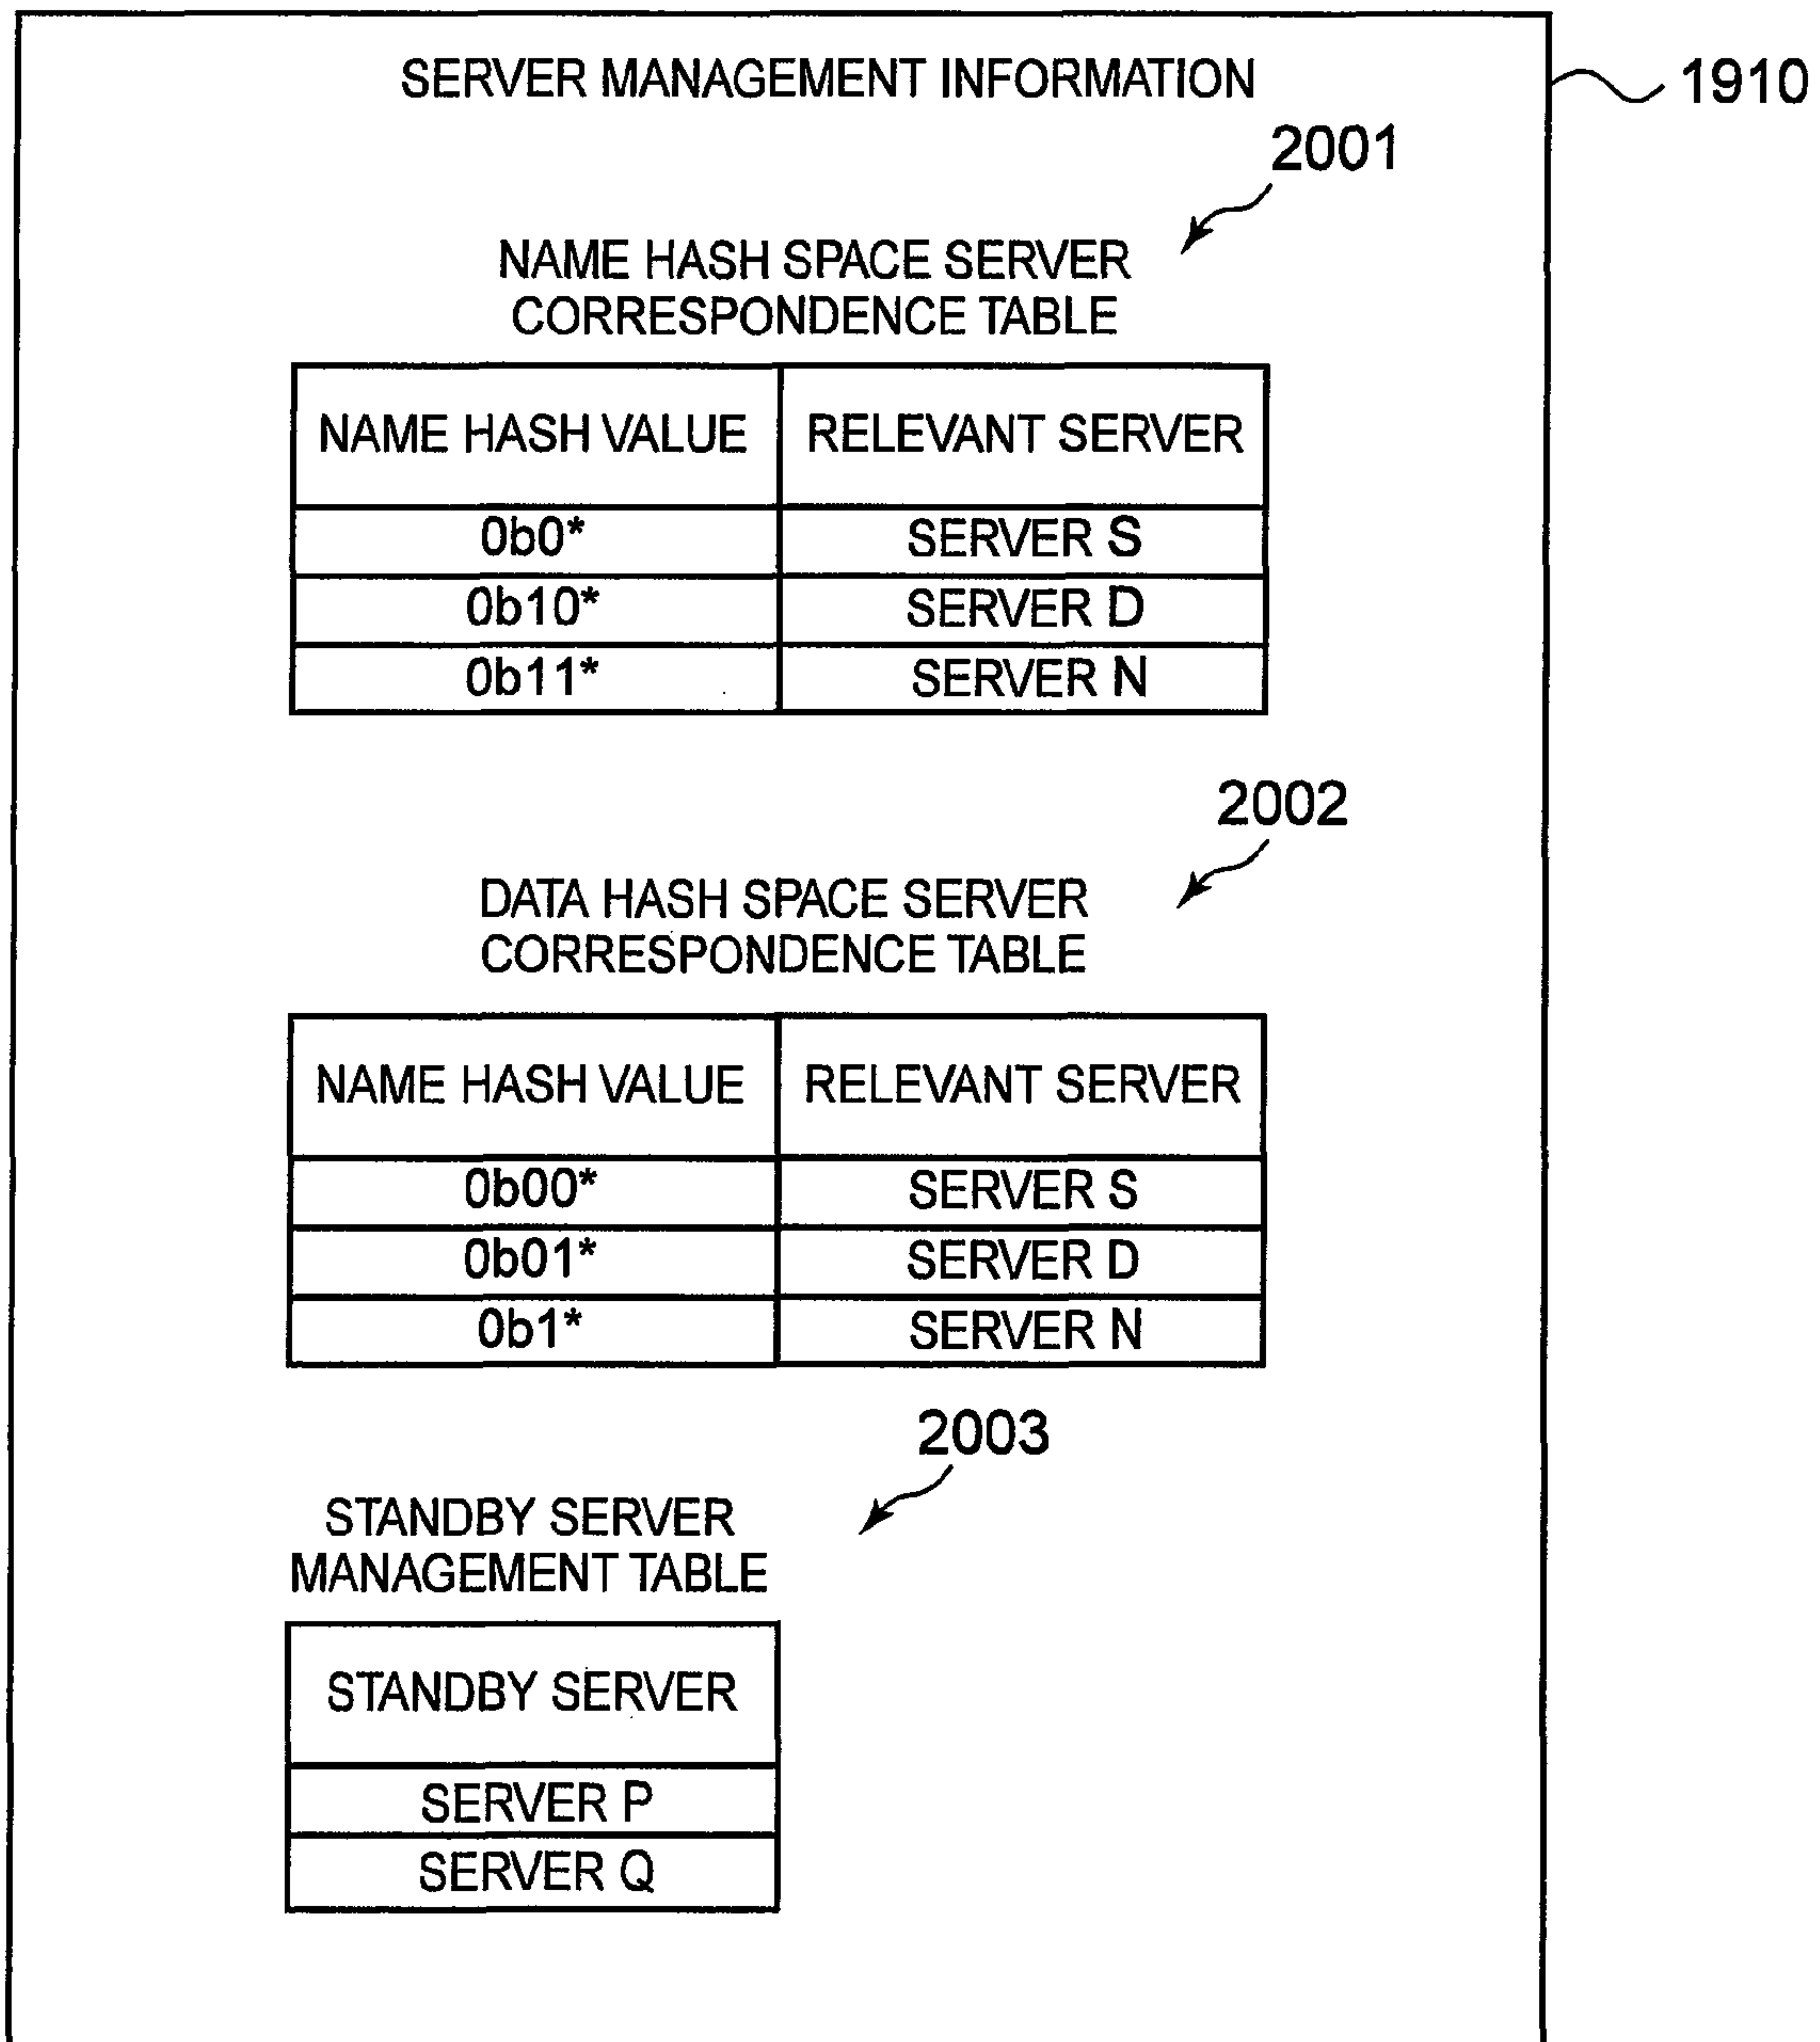 SERVER MANAGEMENT INFORMATION
1910
2001
NAME HASH SPACE SERVER
CORRESPONDENCE TABLE
NAME HASH VALUE RELEVANT SERVER
0b0* SERVER S
0b10* SERVER D
0b11* SERVER N
2002
DATA HASH SPACE SERVER
CORRESPONDENCE TABLE
NAME HASH VALUE RELEVANT SERVER
0b00* SERVER S
0b01* SERVER D
0b1* SERVER N
2003
STANDBY SERVER
MANAGEMENT TABLE
STANDBY SERVER
SERVER P
SERVER Q